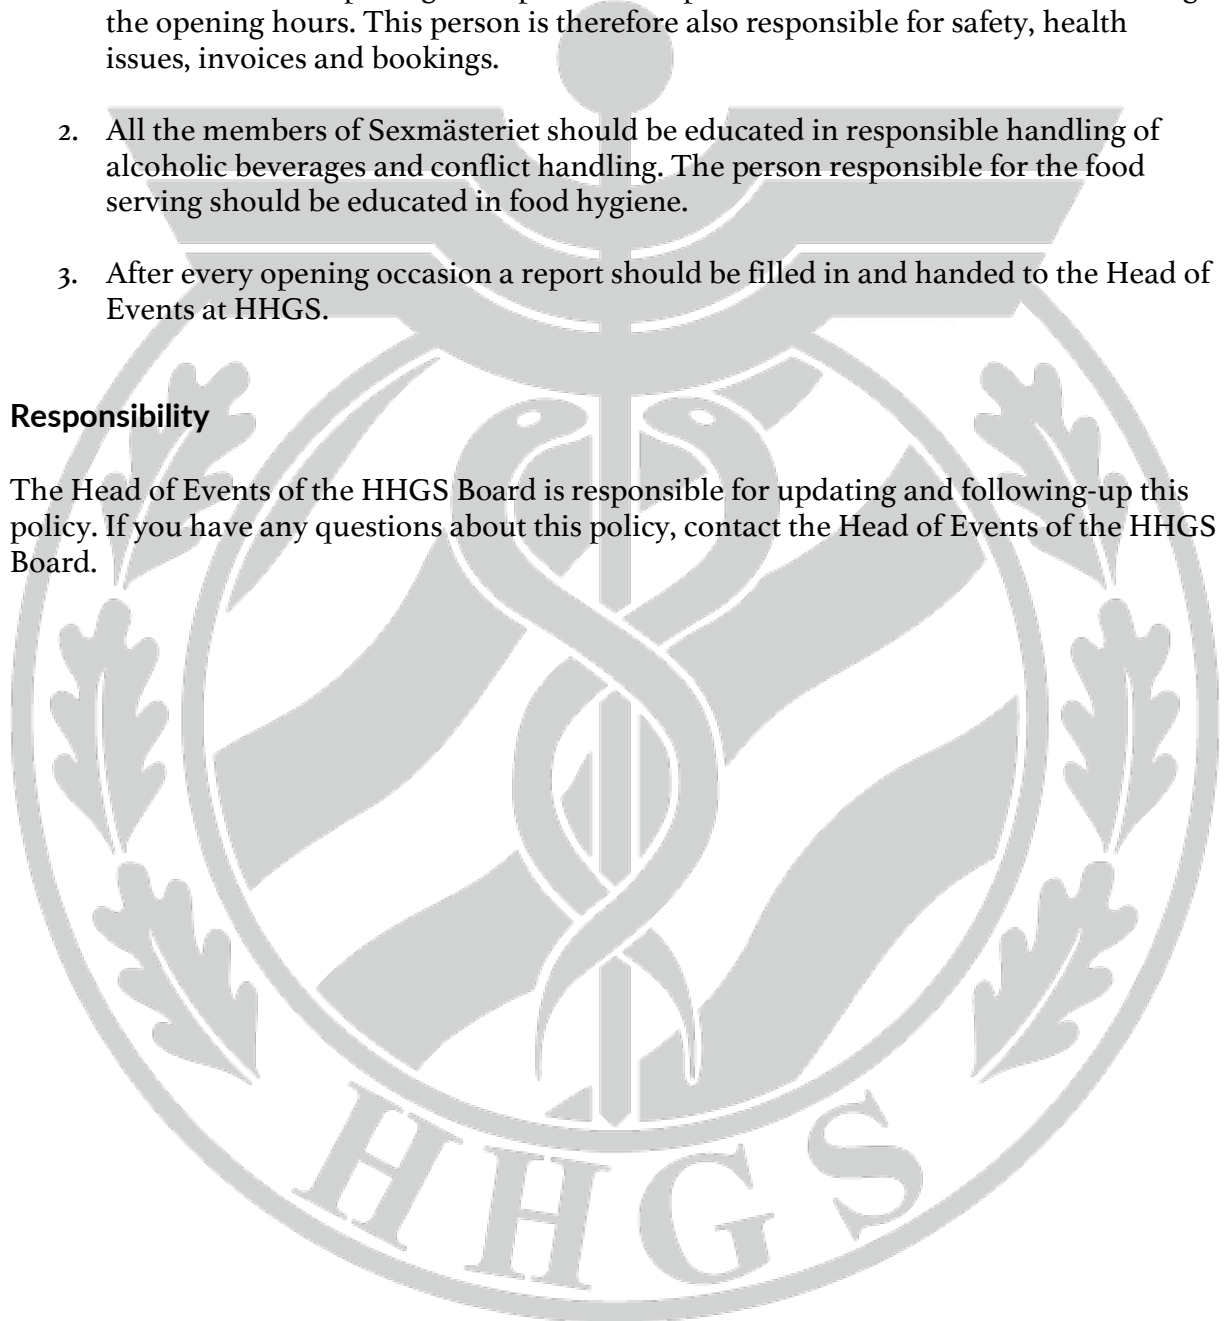 the opening hours. This person is therefore also responsible for safety, health
issues, invoices and bookings.
2. All the members of Sexmästeriet should be educated in responsible handling of
alcoholic beverages and conflict handling. The person responsible for the food
serving should be educated in food hygiene.
3. After every opening occasion a report should be filled in and handed to the Head of
Events at HHGS.
Responsibility
The Head of Events of the HHGS Board is responsible for updating and following-up this
policy. If you have any questions about this policy, contact the Head of Events of the HHGS
Board.
HHGS